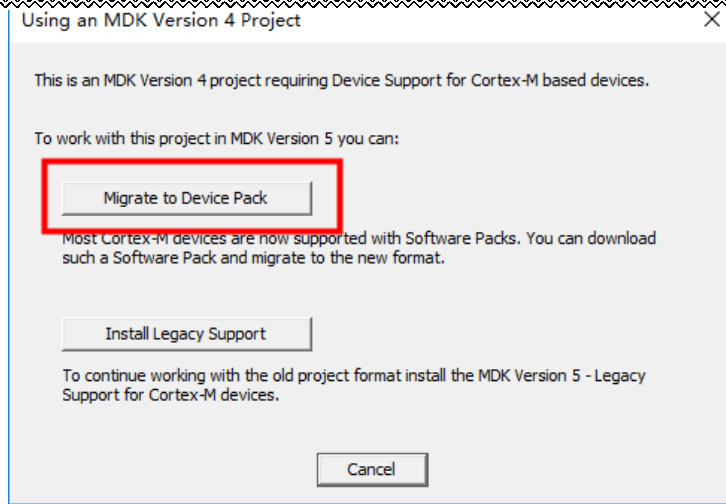 Using an MDK Version 4 Project
This is an MDK Version 4 project requiring Device Support for Cortex-M based devices.
To work with this project in MDK Version 5 you can:
Migrate to Device Pack
Most Cortex-M devices are now supported with Software Packs. You can download
such a Software Pack and migrate to the new format.
Install Legacy Support
To continue working with the old project format install the MDK Version 5 - Legacy
Support for Cortex-M devices.
Cancel